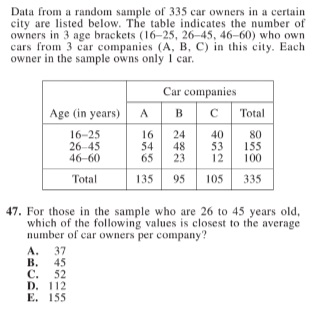 Data from a random sample of 335 car owners in a certain
city are listed below. The table indicates the number of
owners in 3 age brackets (16–25, 26–45, 46–60) who own
cars from 3 car companies (A, B, C) in this city. Each
owner in the sample owns only 1 car.
Car companies
Age (in years) A B C Total
16–25 16 24 40 80
26–45 54 48 53 155
46–60 65 23 12 100
Total 135 95 105 335
47. For those in the sample who are 26 to 45 years old,
which of the following values is closest to the average
number of car owners per company?
A. 37
B. 45
C. 52
D. 112
E. 155